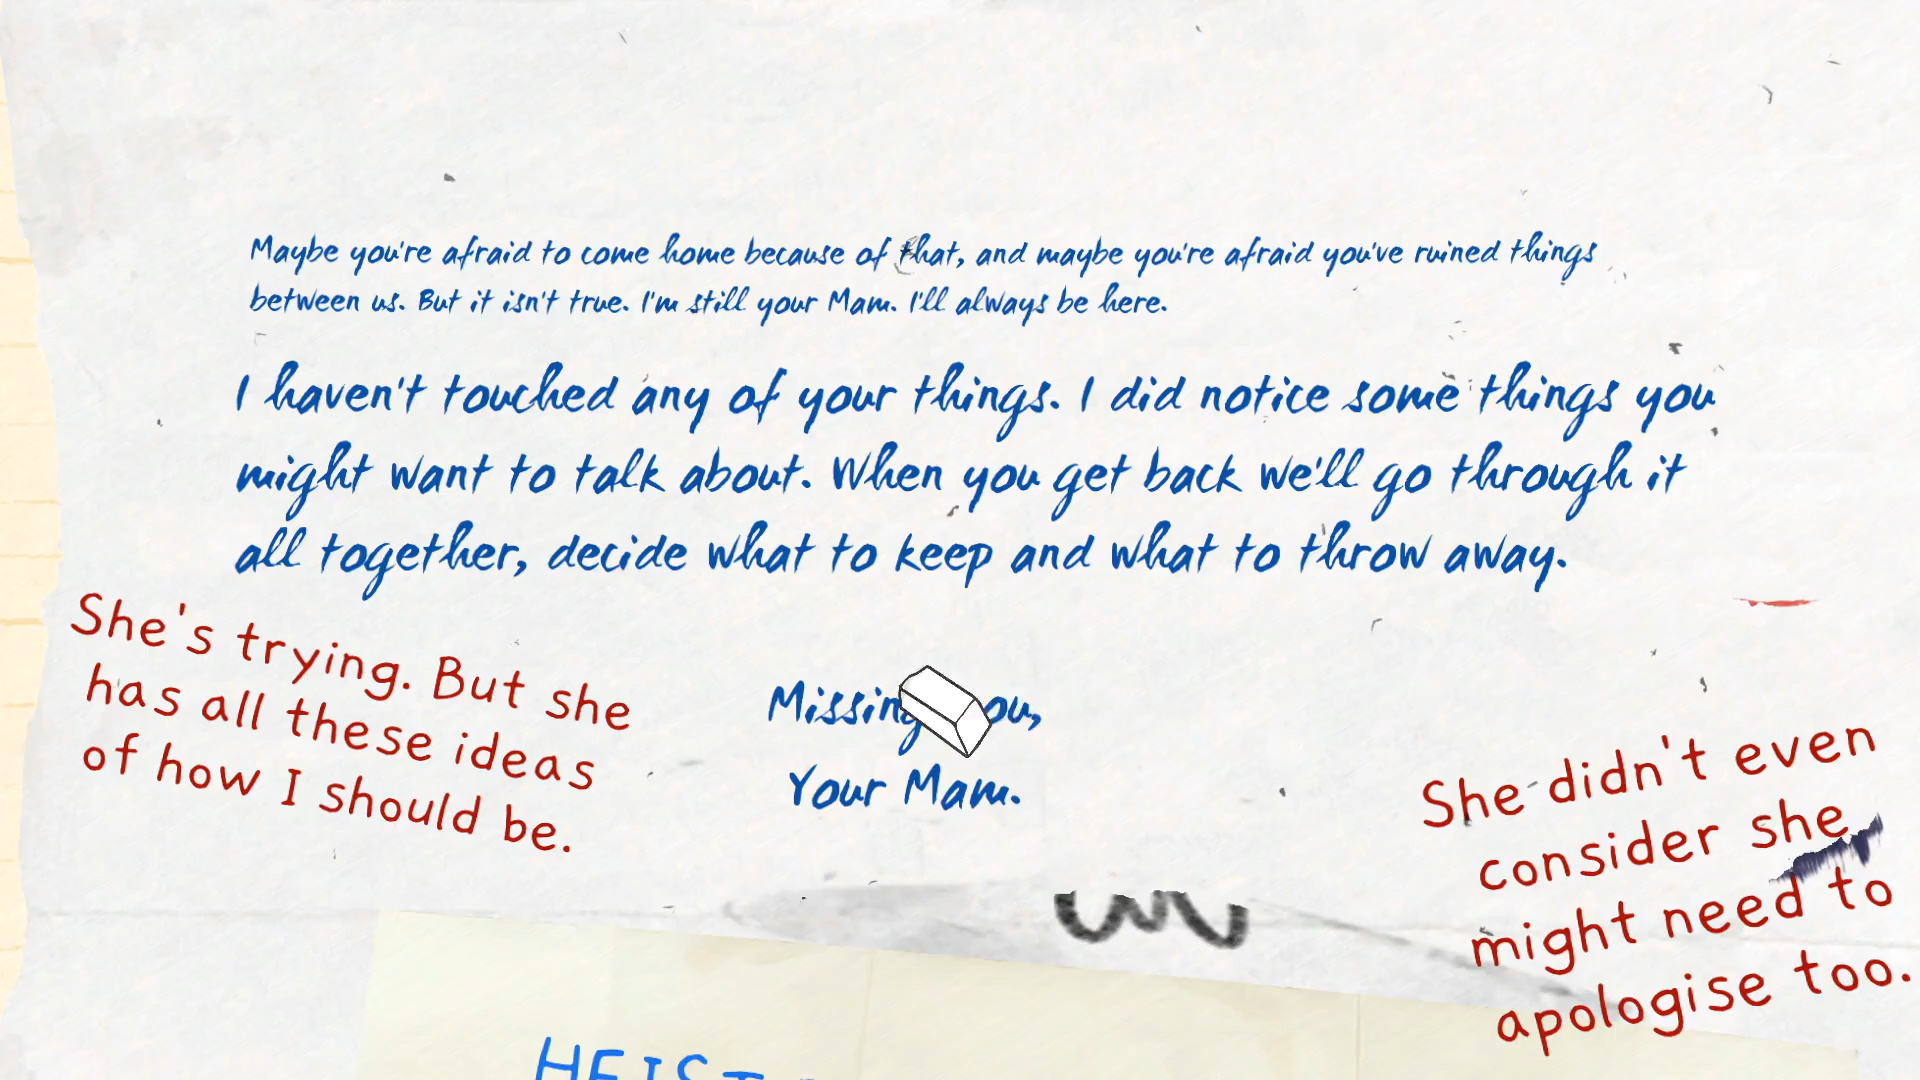 Maybe you're afraid to come home because of that, and maybe you're afraid you've ruined things
between us. But it isn't true. I'm still your Mam. I'll always be here.
I haven't touched any of your things. I did notice some things you
might want to talk about. When you get back we'll go through it
all together, decide what to keep and what to throw away.
She's trying. But she
has all these ideas
of how I should be.
Missing ou,
Your Mam.
She didn't even
consider she
might need to
apologise too.
HEIST